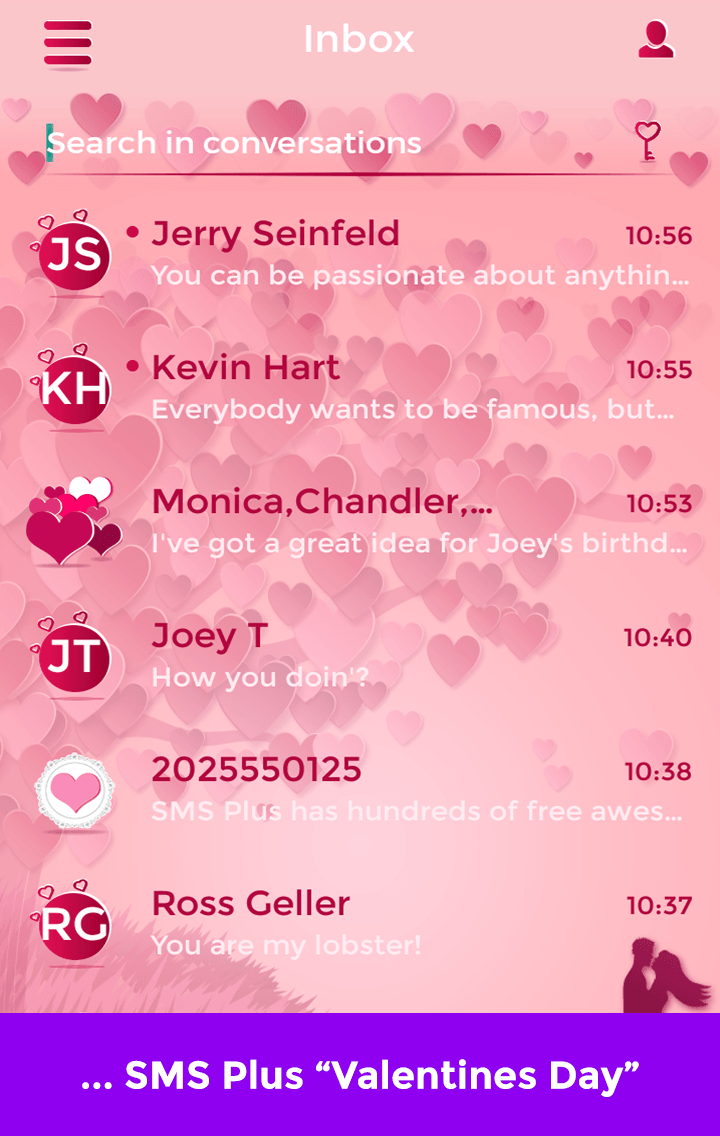 Inbox
Search in conversations
JS
• Jerry Seinfeld
10:56
You can be passionate about anythin...
KH
• Kevin Hart
10:55
Everybody wants to be famous, but...
Monica,Chandler,...
10:53
I've got a great idea for Joey's birthd...
JT
Joey T
10:40
How you doin'?
2025550125
10:38
SMS Plus has hundreds of free awes...
RG
Ross Geller
10:37
You are my lobster!
... SMS Plus “Valentines Day”